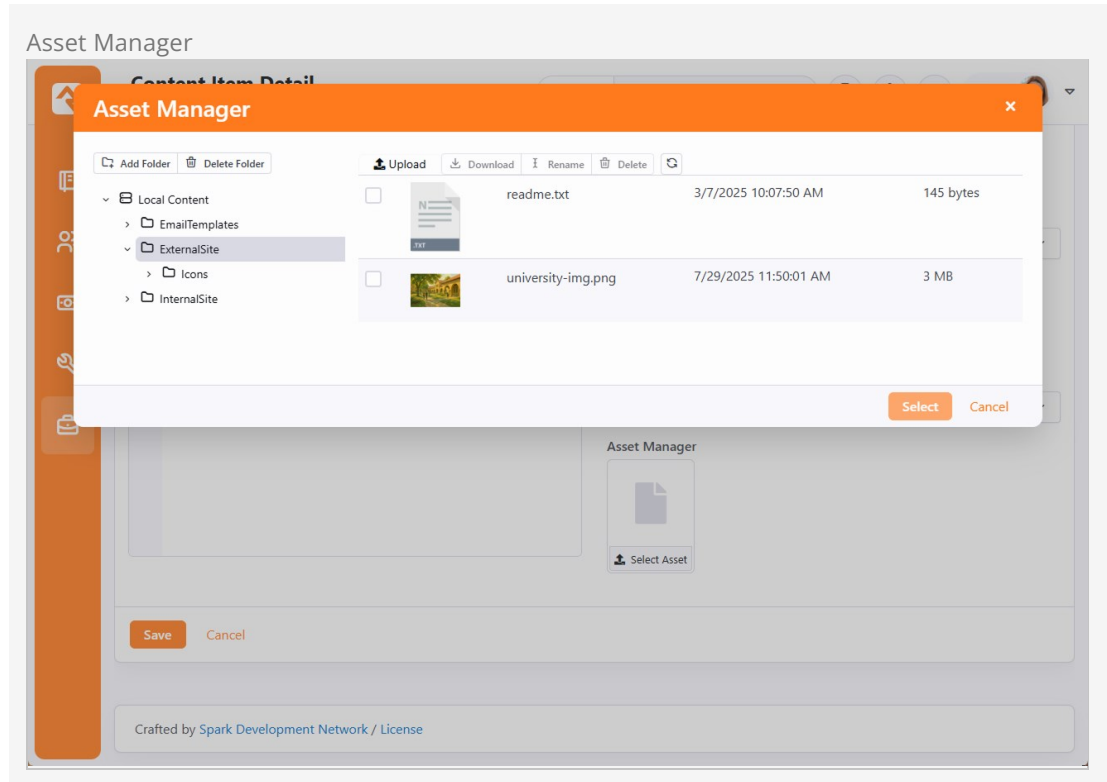 Asset Manager
Content Item Detail
Asset Manager
Add Folder Delete Folder
Upload Download Rename Delete
Local Content
EmailTemplates
ExternalSite
Icons
InternalSite
N
.TXT
readme.txt 3/7/2025 10:07:50 AM 145 bytes
university-img.png 7/29/2025 11:50:01 AM 3 MB
Select Cancel
Asset Manager
Select Asset
Save Cancel
Crafted by Spark Development Network / License